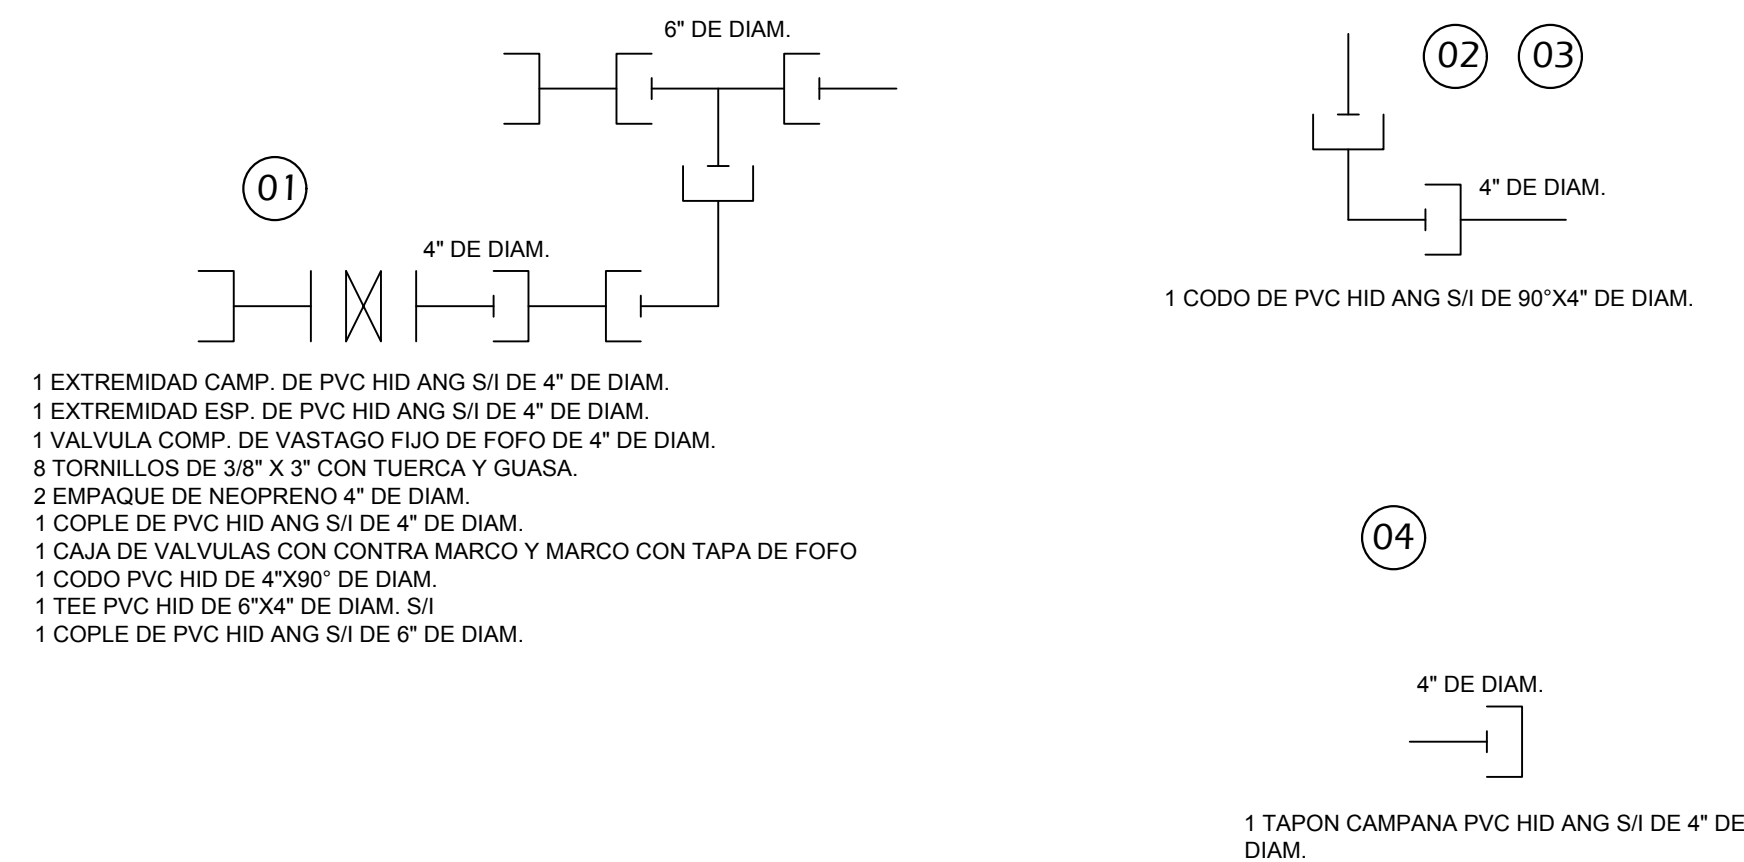 6" DE DIAM.
01
4" DE DIAM.
1 EXTREMIDAD CAMP. DE PVC HID ANG S/I DE 4" DE DIAM.
1 EXTREMIDAD ESP. DE PVC HID ANG S/I DE 4" DE DIAM.
1 VALVULA COMP. DE VASTAGO FIJO DE FOFO DE 4" DE DIAM.
8 TORNILLOS DE 3/8" X 3" CON TUERCA Y GUASA.
2 EMPAQUE DE NEOPRENO 4" DE DIAM.
1 COPLE DE PVC HID ANG S/I DE 4" DE DIAM.
1 CAJA DE VALVULAS CON CONTRA MARCO Y MARCO CON TAPA DE FOFO
1 CODO PVC HID DE 4"X90° DE DIAM.
1 TEE PVC HID DE 6"X4" DE DIAM. S/I
1 COPLE DE PVC HID ANG S/I DE 6" DE DIAM.
02 03
4" DE DIAM.
1 CODO DE PVC HID ANG S/I DE 90°X4" DE DIAM.
04
4" DE DIAM.
1 TAPON CAMPANA PVC HID ANG S/I DE 4" DE
DIAM.